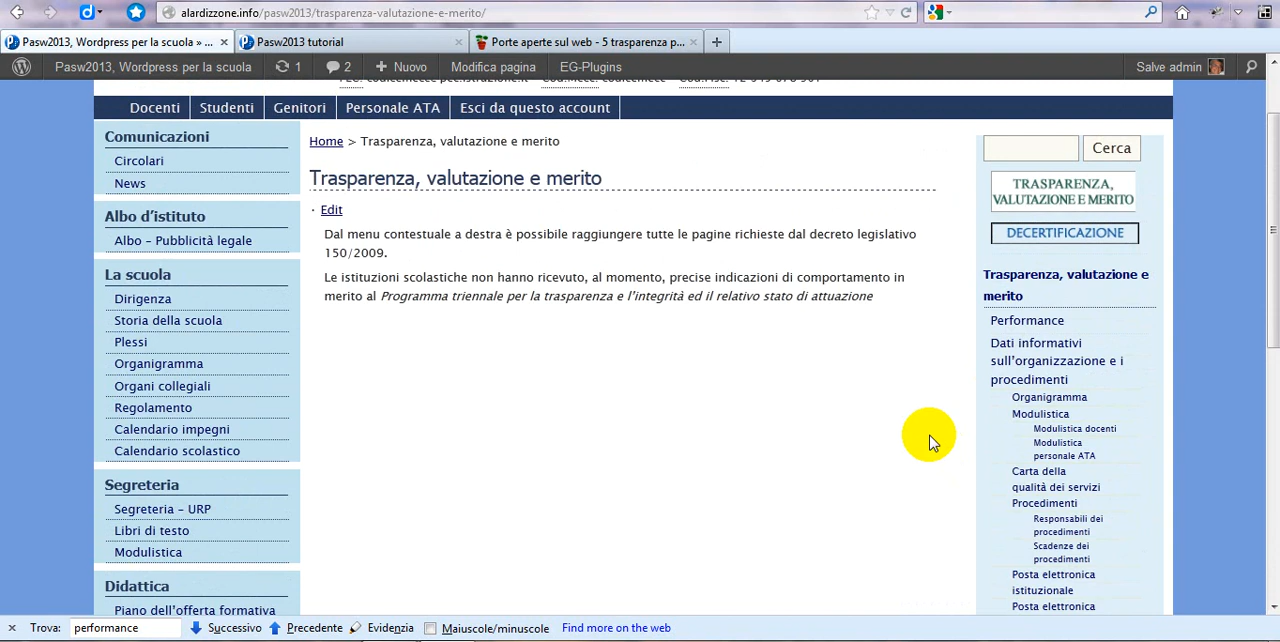 alardizzone.info/pasw2013/trasparenza-valutazione-e-merito/
Pasw2013, Wordpress per la scuola » ...
Pasw2013 tutorial
Porte aperte sul web - 5 trasparenza p...
Pasw2013, Wordpress per la scuola
1
2
Nuovo
Modifica pagina
EG-Plugins
Salve admin
Docenti
Studenti
Genitori
Personale ATA
Esci da questo account
Comunicazioni
Circolari
News
Albo d'istituto
Albo – Pubblicità legale
La scuola
Dirigenza
Storia della scuola
Plessi
Organigramma
Organi collegiali
Regolamento
Calendario impegni
Calendario scolastico
Segreteria
Segreteria – URP
Libri di testo
Modulistica
Didattica
Piano dell'offerta formativa
Home > Trasparenza, valutazione e merito
Trasparenza, valutazione e merito
· Edit
Dal menu contestuale a destra è possibile raggiungere tutte le pagine richieste dal decreto legislativo
150/2009.
Le istituzioni scolastiche non hanno ricevuto, al momento, precise indicazioni di comportamento in
merito al Programma triennale per la trasparenza e l'integrità ed il relativo stato di attuazione
Cerca
TRASPARENZA,
VALUTAZIONE E MERITO
DECERTIFICAZIONE
Trasparenza, valutazione e
merito
Performance
Dati informativi
sull'organizzazione e i
procedimenti
Organigramma
Modulistica
Modulistica docenti
Modulistica
personale ATA
Carta della
qualità dei servizi
Procedimenti
Responsabili dei
procedimenti
Scadenze dei
procedimenti
Posta elettronica
istituzionale
Posta elettronica
Trova:
performance
Successivo
Precedente
Evidenzia
Maiuscole/minuscole
Find more on the web